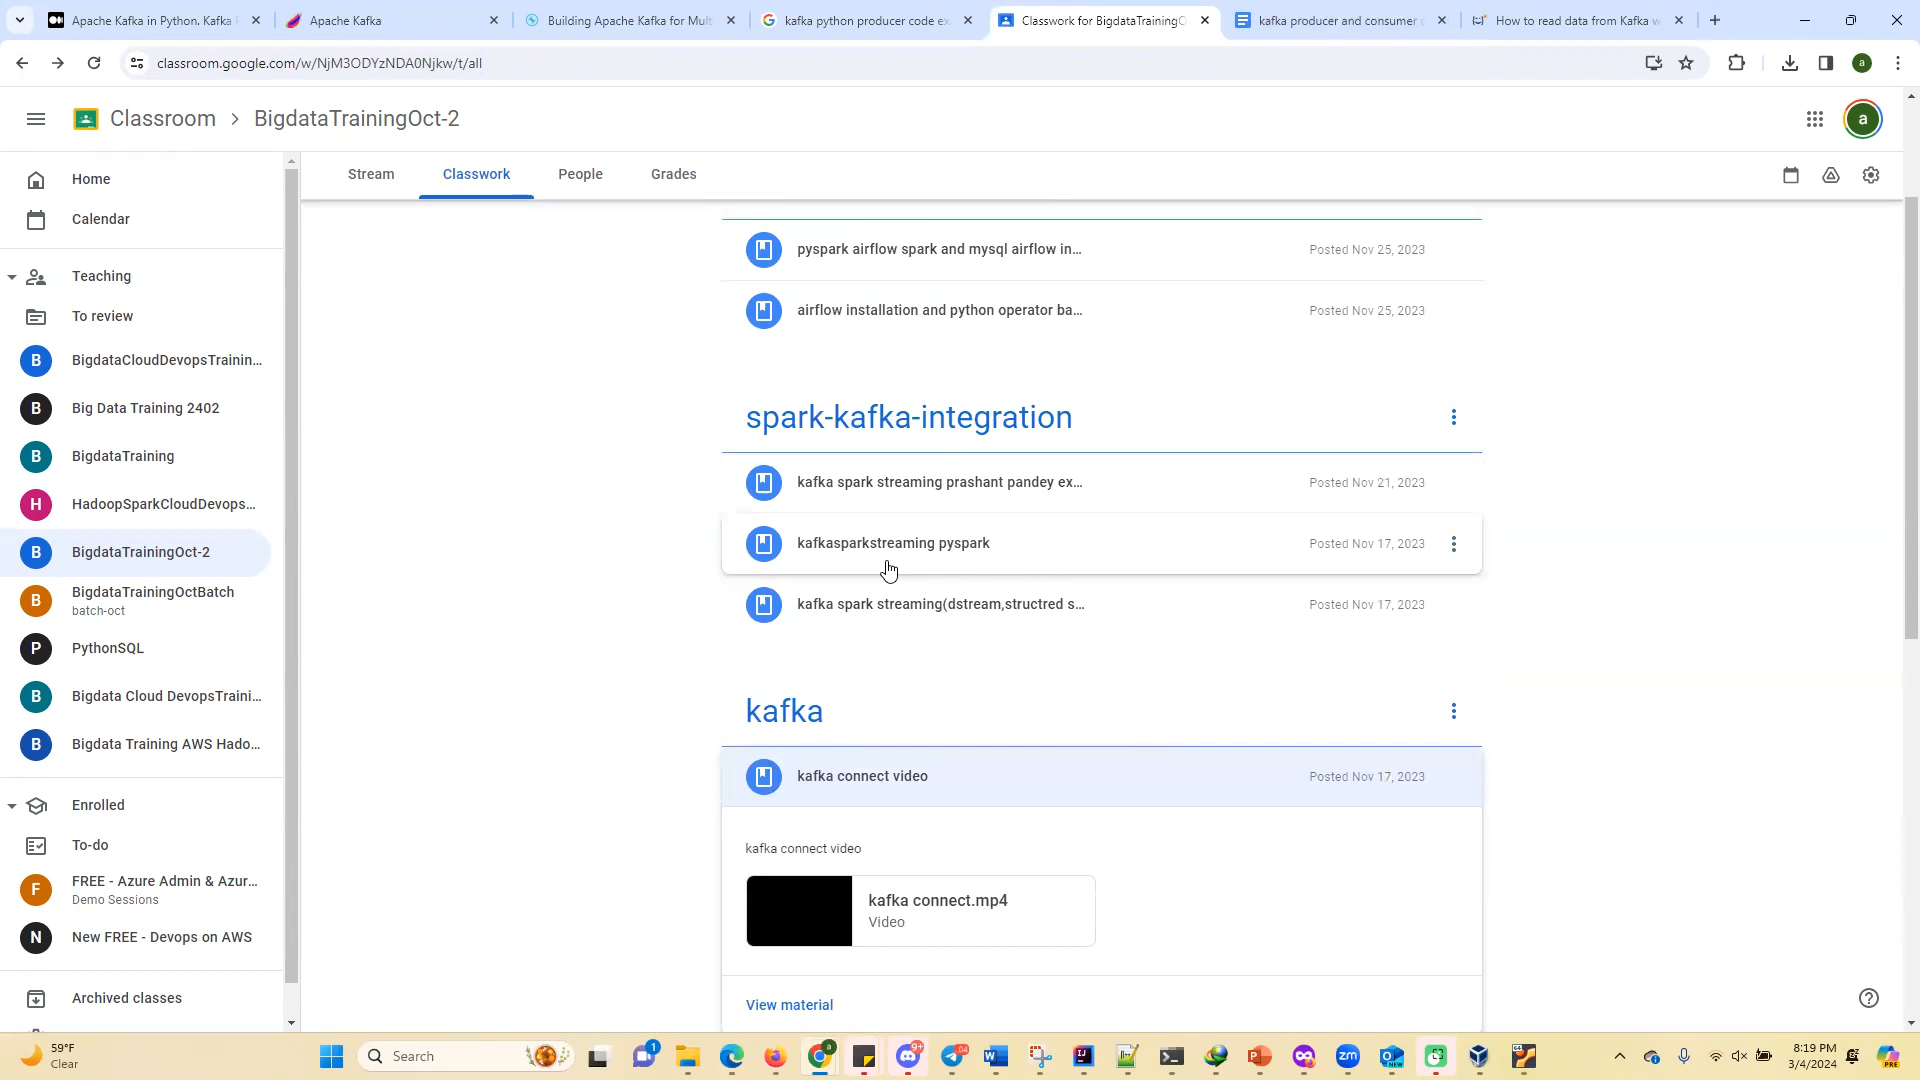 Apache Kafka in Python. Kafka
Apache Kafka
Building Apache Kafka for Mult
kafka python producer code ex
Classwork for BigdataTrainingO
kafka producer and consumer
How to read data from Kafka w
classroom.google.com/w/NjM3ODYzNDA0Njkw/t/all
a
Classroom > BigdataTrainingOct-2
a
Home
Calendar
Teaching
To review
B BigdataCloudDevopsTrainin...
B Big Data Training 2402
B BigdataTraining
H HadoopSparkCloudDevops...
B BigdataTrainingOct-2
B BigdataTrainingOctBatch
batch-oct
P PythonSQL
B Bigdata Cloud DevopsTraini...
B Bigdata Training AWS Hado...
Enrolled
To-do
F FREE - Azure Admin & Azur...
Demo Sessions
N New FREE - Devops on AWS
Archived classes
Stream Classwork People Grades
pyspark airflow spark and mysql airflow in... Posted Nov 25, 2023
airflow installation and python operator ba... Posted Nov 25, 2023
spark-kafka-integration
kafka spark streaming prashant pandey ex... Posted Nov 21, 2023
kafkasparkstreaming pyspark Posted Nov 17, 2023
kafka spark streaming(dstream,structred s... Posted Nov 17, 2023
kafka
kafka connect video Posted Nov 17, 2023
kafka connect video
kafka connect.mp4
Video
View material
59°F
Clear
Search
1
9+
zm
8:19 PM
3/4/2024